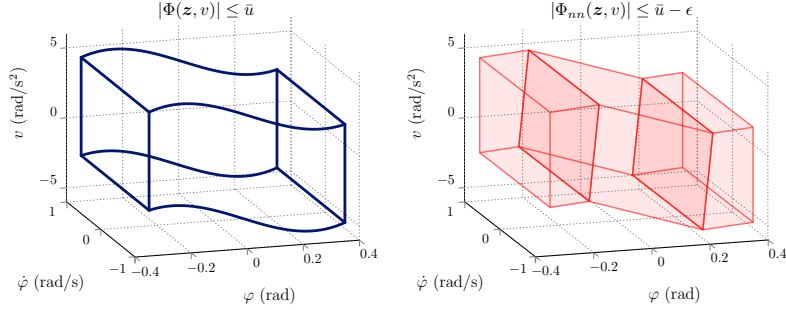 |Φ(z, v)| ≤ ū
5
0
−5
v (rad/s²)
1
0
−1
φ̇ (rad/s)
−0.4
−0.2
0
0.2
0.4
φ (rad)
|Φₙₙ(z, v)| ≤ ū − ϵ
5
0
−5
v (rad/s²)
1
0
−1
φ̇ (rad/s)
−0.4
−0.2
0
0.2
0.4
φ (rad)